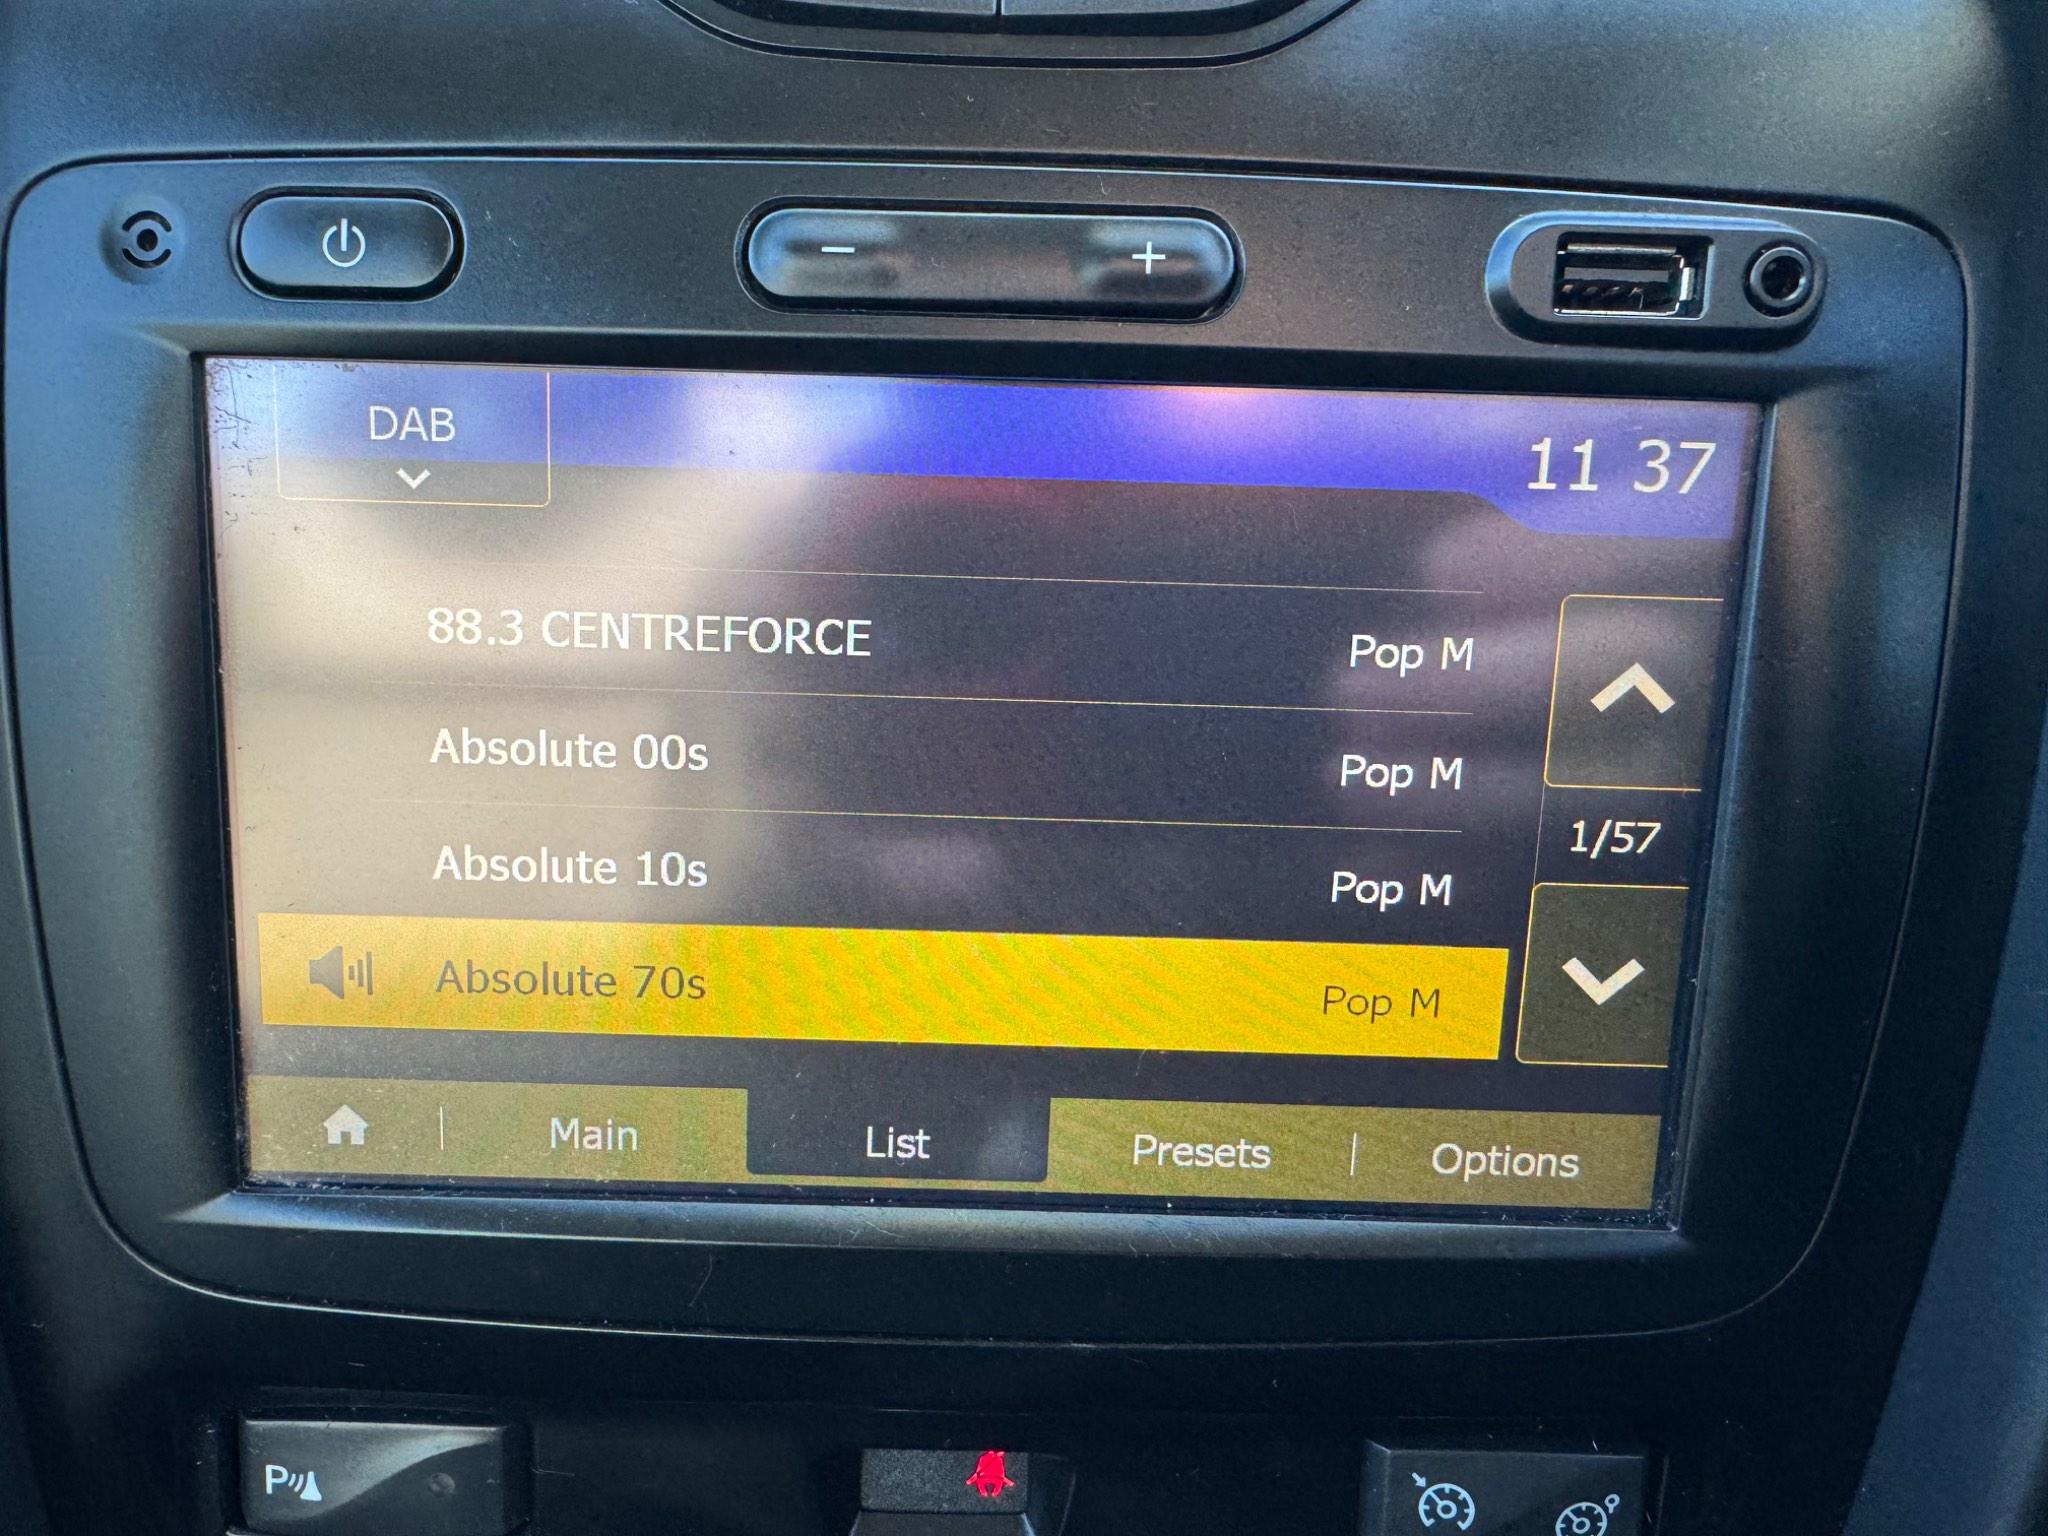 DAB
11 37
88.3 CENTREFORCE Pop M
Absolute 00s Pop M
1/57
Absolute 10s Pop M
Absolute 70s Pop M
Main List Presets Options
P